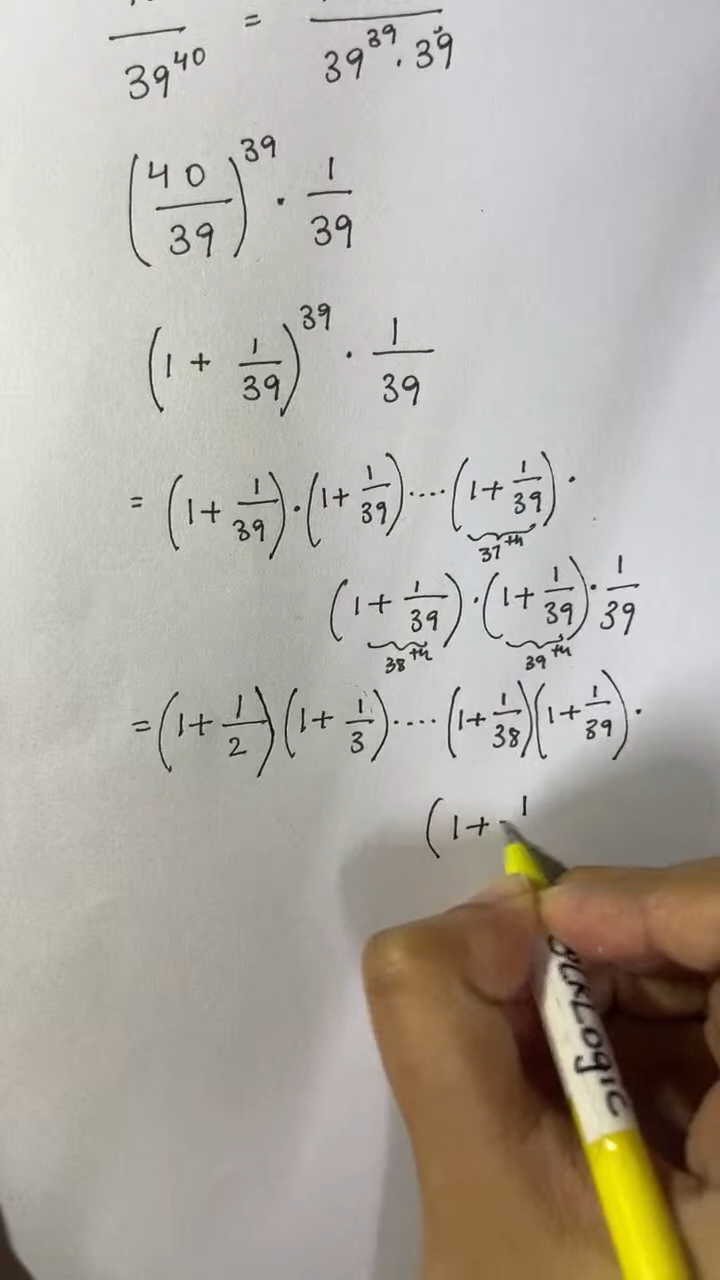 /39^40 = /39^39 · 39
(40/39)^39 · 1/39
(1 + 1/39)^39 · 1/39
= (1 + 1/39) · (1 + 1/39) .... (1 + 1/39) ·
37th
(1 + 1/39) · (1 + 1/39) · 1/39
38th 39th
= (1 + 1/2) (1 + 1/3) .... (1 + 1/38) (1 + 1/39) ·
(1 + 1